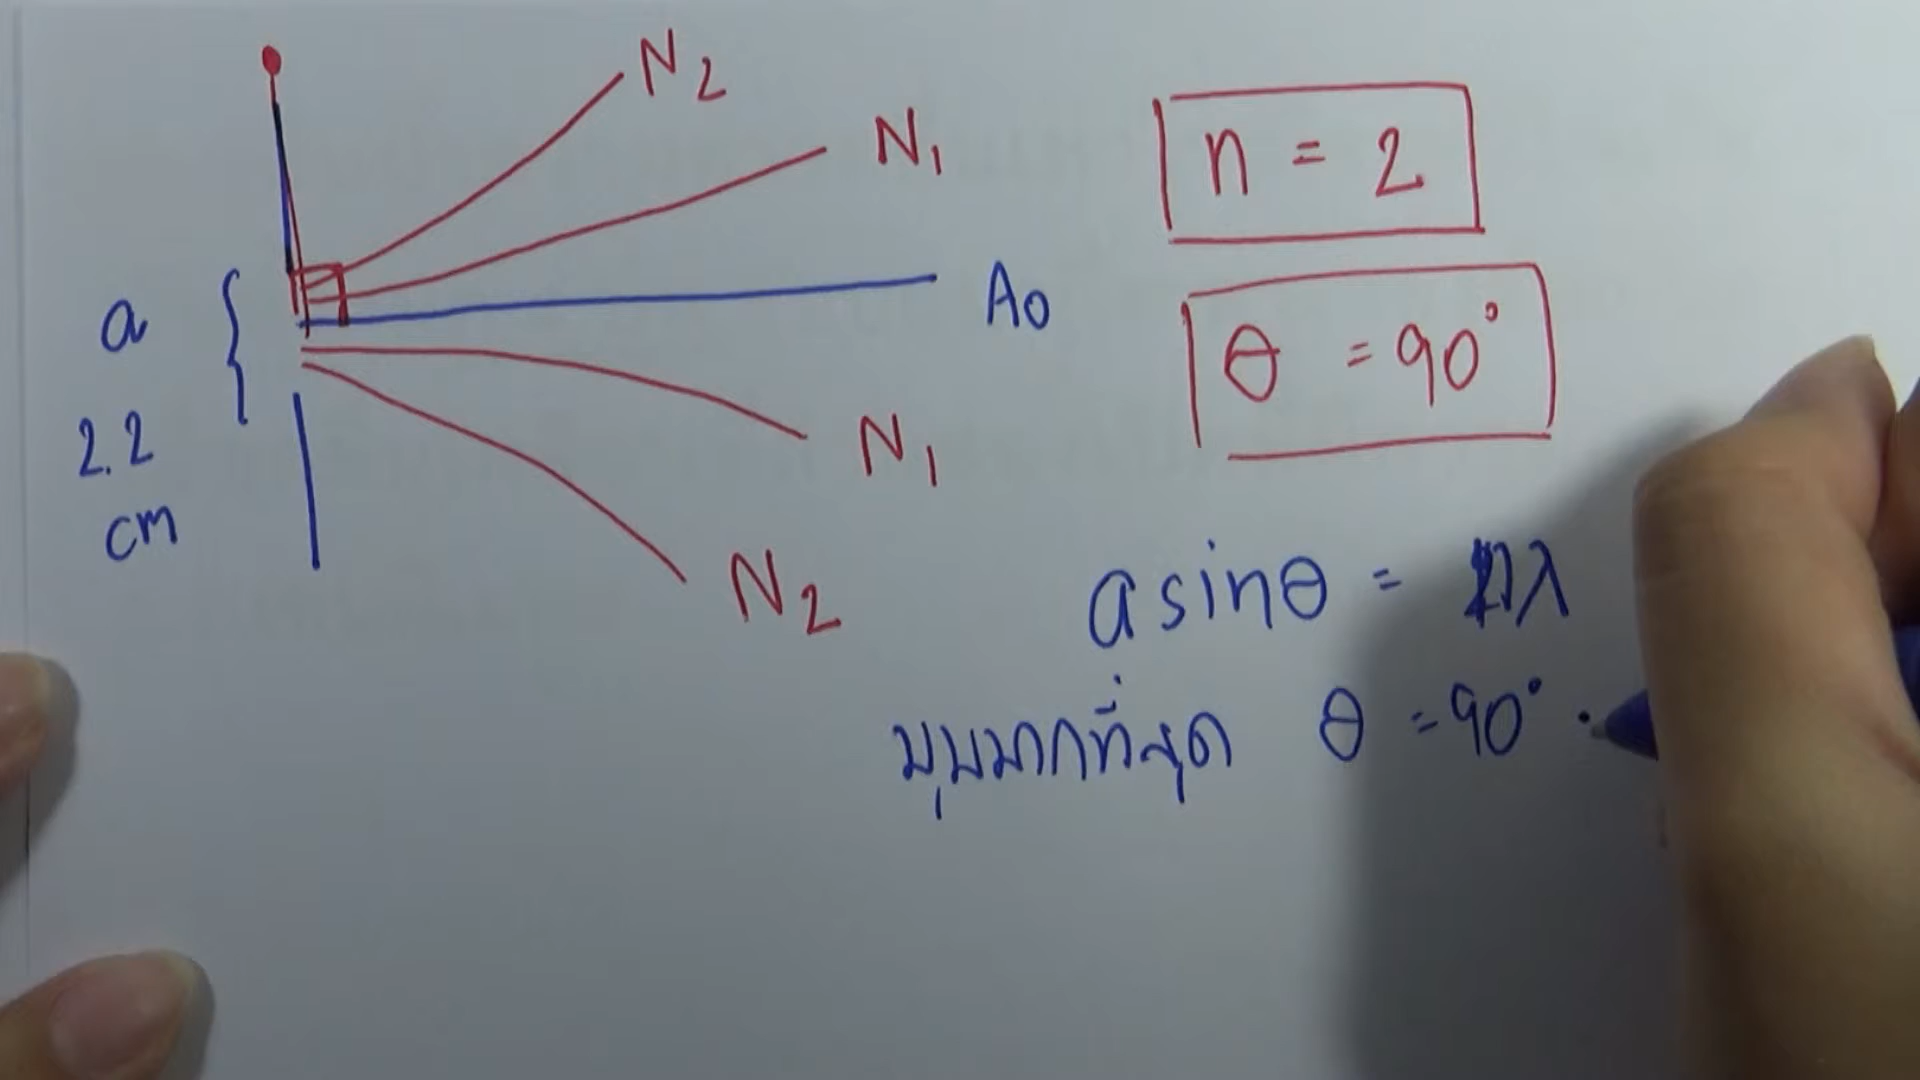 N2
N1
n = 2
a
A0
θ = 90°
2.2
cm
N1
N2
a sinθ = nλ
มุมมากที่สุด θ = 90°